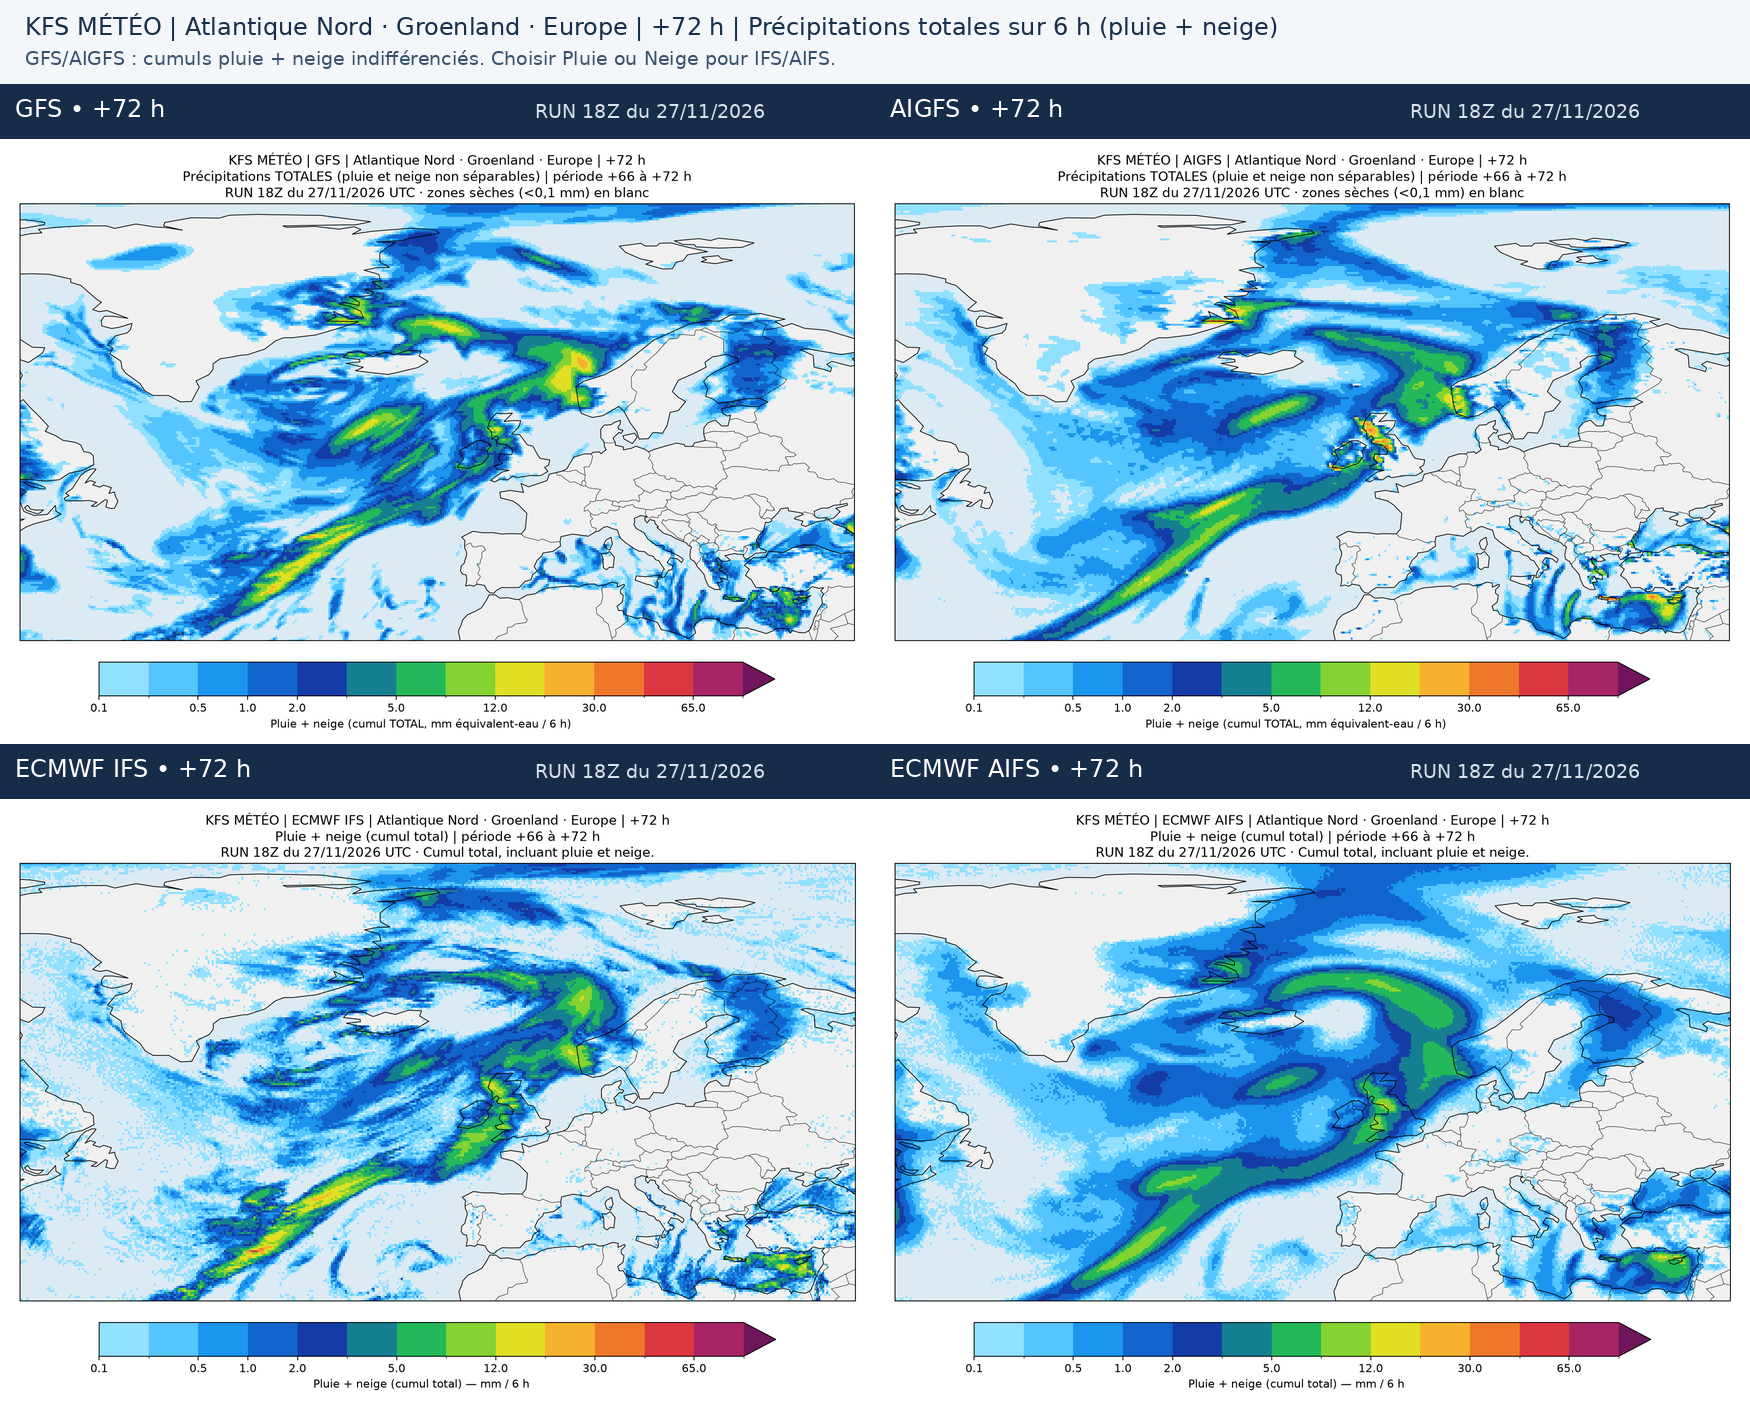 KFS MÉTÉO | Atlantique Nord · Groenland · Europe | +72 h | Précipitations totales sur 6 h (pluie + neige)
GFS/AIGFS : cumuls pluie + neige indifférenciés. Choisir Pluie ou Neige pour IFS/AIFS.
GFS • +72 h
RUN 18Z du 27/11/2026
AIGFS • +72 h
RUN 18Z du 27/11/2026
KFS MÉTÉO | GFS | Atlantique Nord · Groenland · Europe | +72 h
Précipitations TOTALES (pluie et neige non séparables) | période +66 à +72 h
RUN 18Z du 27/11/2026 UTC · zones sèches (<0,1 mm) en blanc
KFS MÉTÉO | AIGFS | Atlantique Nord · Groenland · Europe | +72 h
Précipitations TOTALES (pluie et neige non séparables) | période +66 à +72 h
RUN 18Z du 27/11/2026 UTC · zones sèches (<0,1 mm) en blanc
0.1 0.5 1.0 2.0 5.0 12.0 30.0 65.0
Pluie + neige (cumul TOTAL, mm équivalent-eau / 6 h)
0.1 0.5 1.0 2.0 5.0 12.0 30.0 65.0
Pluie + neige (cumul TOTAL, mm équivalent-eau / 6 h)
ECMWF IFS • +72 h
RUN 18Z du 27/11/2026
ECMWF AIFS • +72 h
RUN 18Z du 27/11/2026
KFS MÉTÉO | ECMWF IFS | Atlantique Nord · Groenland · Europe | +72 h
Pluie + neige (cumul total) | période +66 à +72 h
RUN 18Z du 27/11/2026 UTC · Cumul total, incluant pluie et neige.
KFS MÉTÉO | ECMWF AIFS | Atlantique Nord · Groenland · Europe | +72 h
Pluie + neige (cumul total) | période +66 à +72 h
RUN 18Z du 27/11/2026 UTC · Cumul total, incluant pluie et neige.
0.1 0.5 1.0 2.0 5.0 12.0 30.0 65.0
Pluie + neige (cumul total) — mm / 6 h
0.1 0.5 1.0 2.0 5.0 12.0 30.0 65.0
Pluie + neige (cumul total) — mm / 6 h